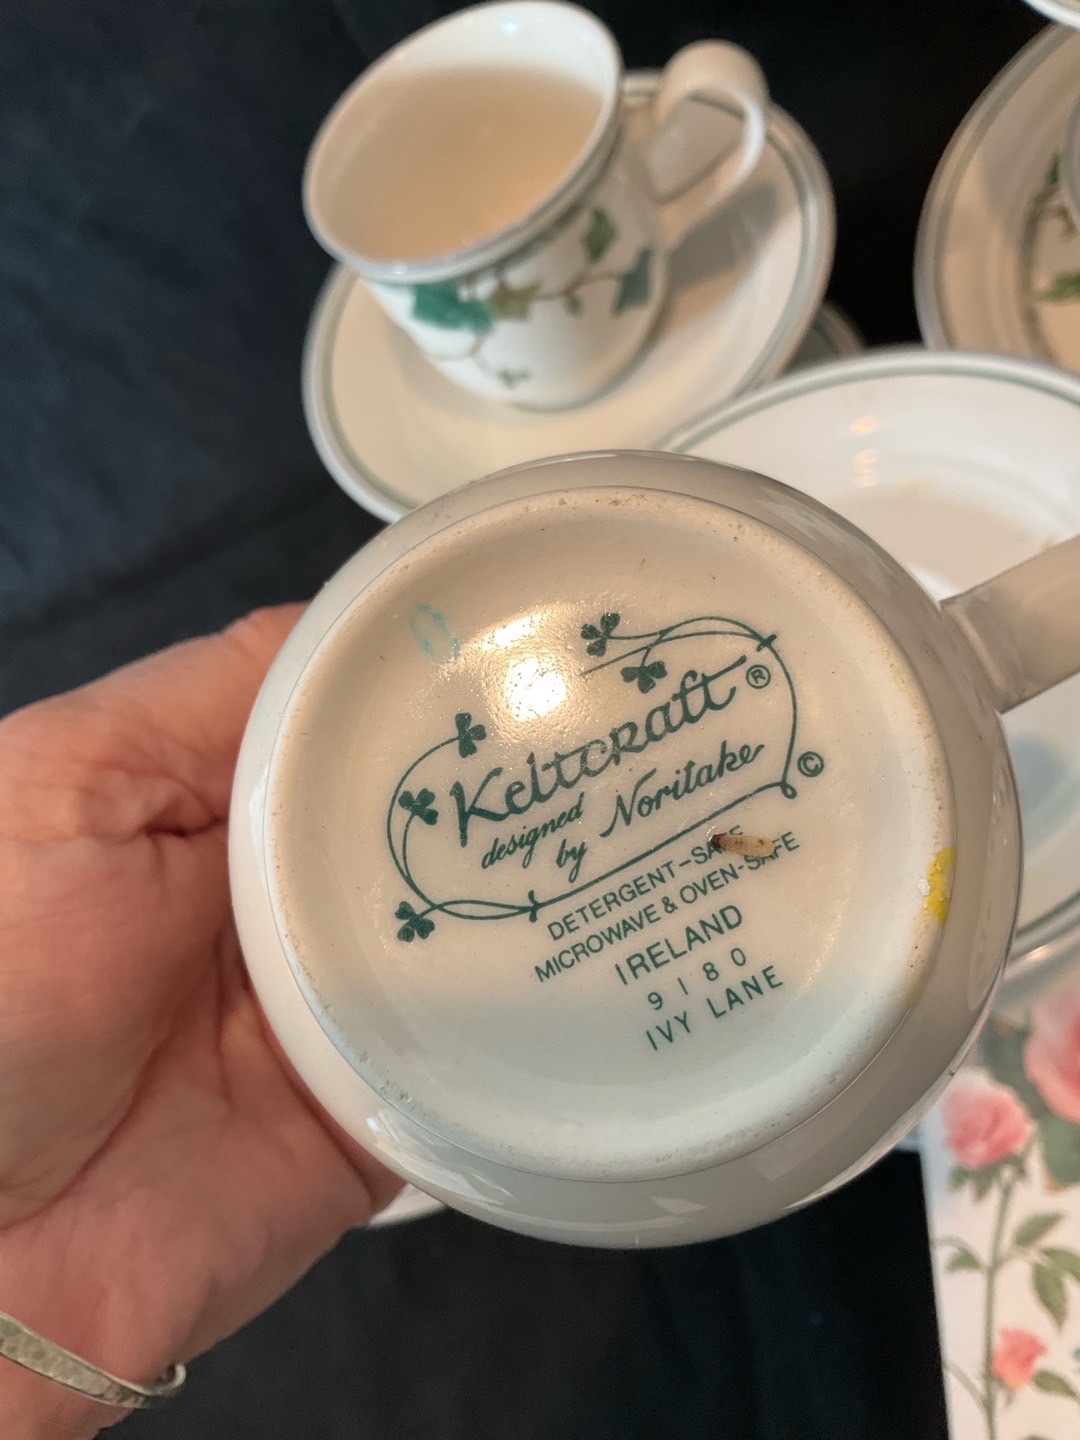 Keltcraft ®
designed by Noritake ©
DETERGENT-SAFE
MICROWAVE & OVEN-SAFE
IRELAND
9180
IVY LANE